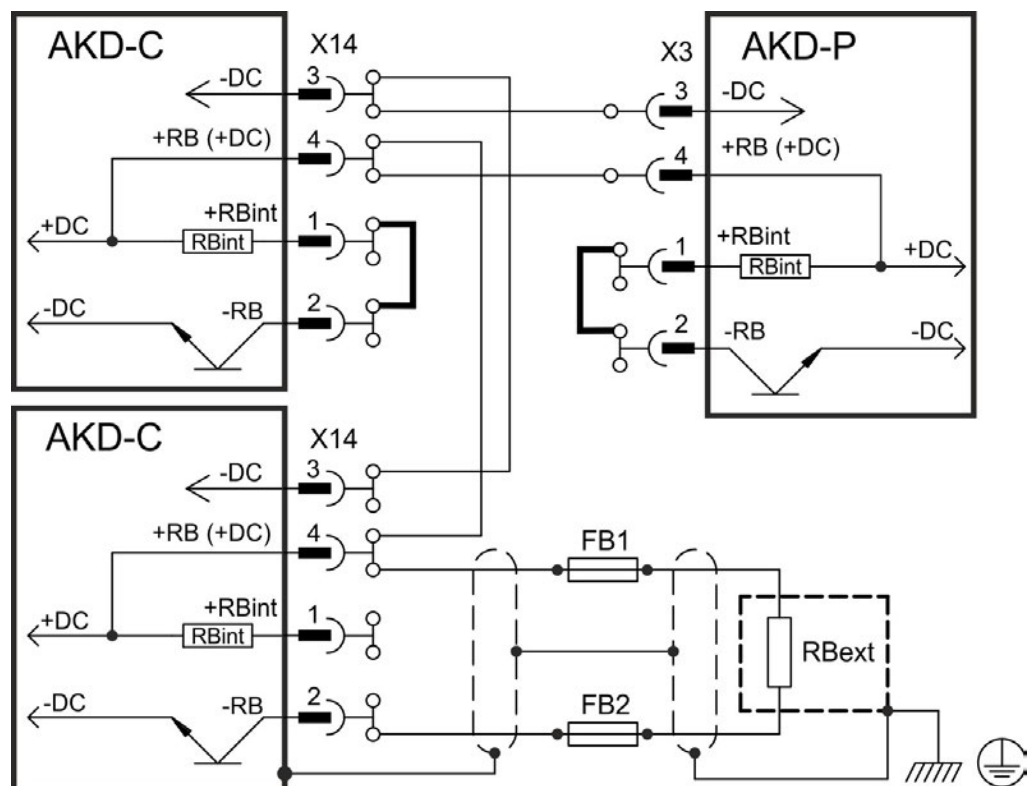 AKD-C
X14
-DC
3
+RB (+DC)
4
+DC
+RBint
RBint
1
-DC
-RB
2
X3
AKD-P
3
-DC
4
+RB (+DC)
1
+RBint
RBint
+DC
2
-RB
-DC
AKD-C
X14
-DC
3
+RB (+DC)
4
+DC
+RBint
RBint
1
-DC
-RB
2
FB1
FB2
RBext